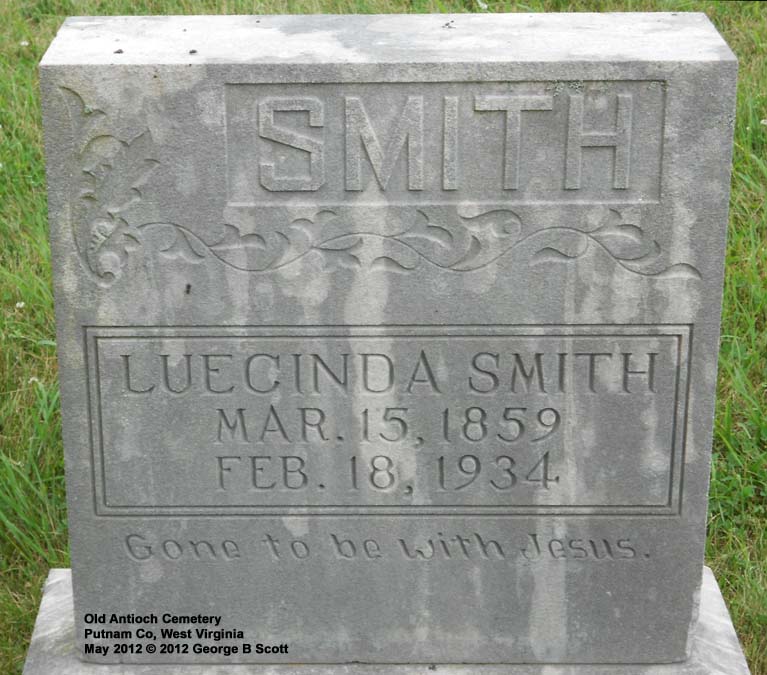 SMITH
LUECINDA SMITH
MAR. 15, 1859
FEB. 18, 1934
Gone to be with Jesus.
Old Antioch Cemetery
Putnam Co, West Virginia
May 2012 © 2012 George B Scott